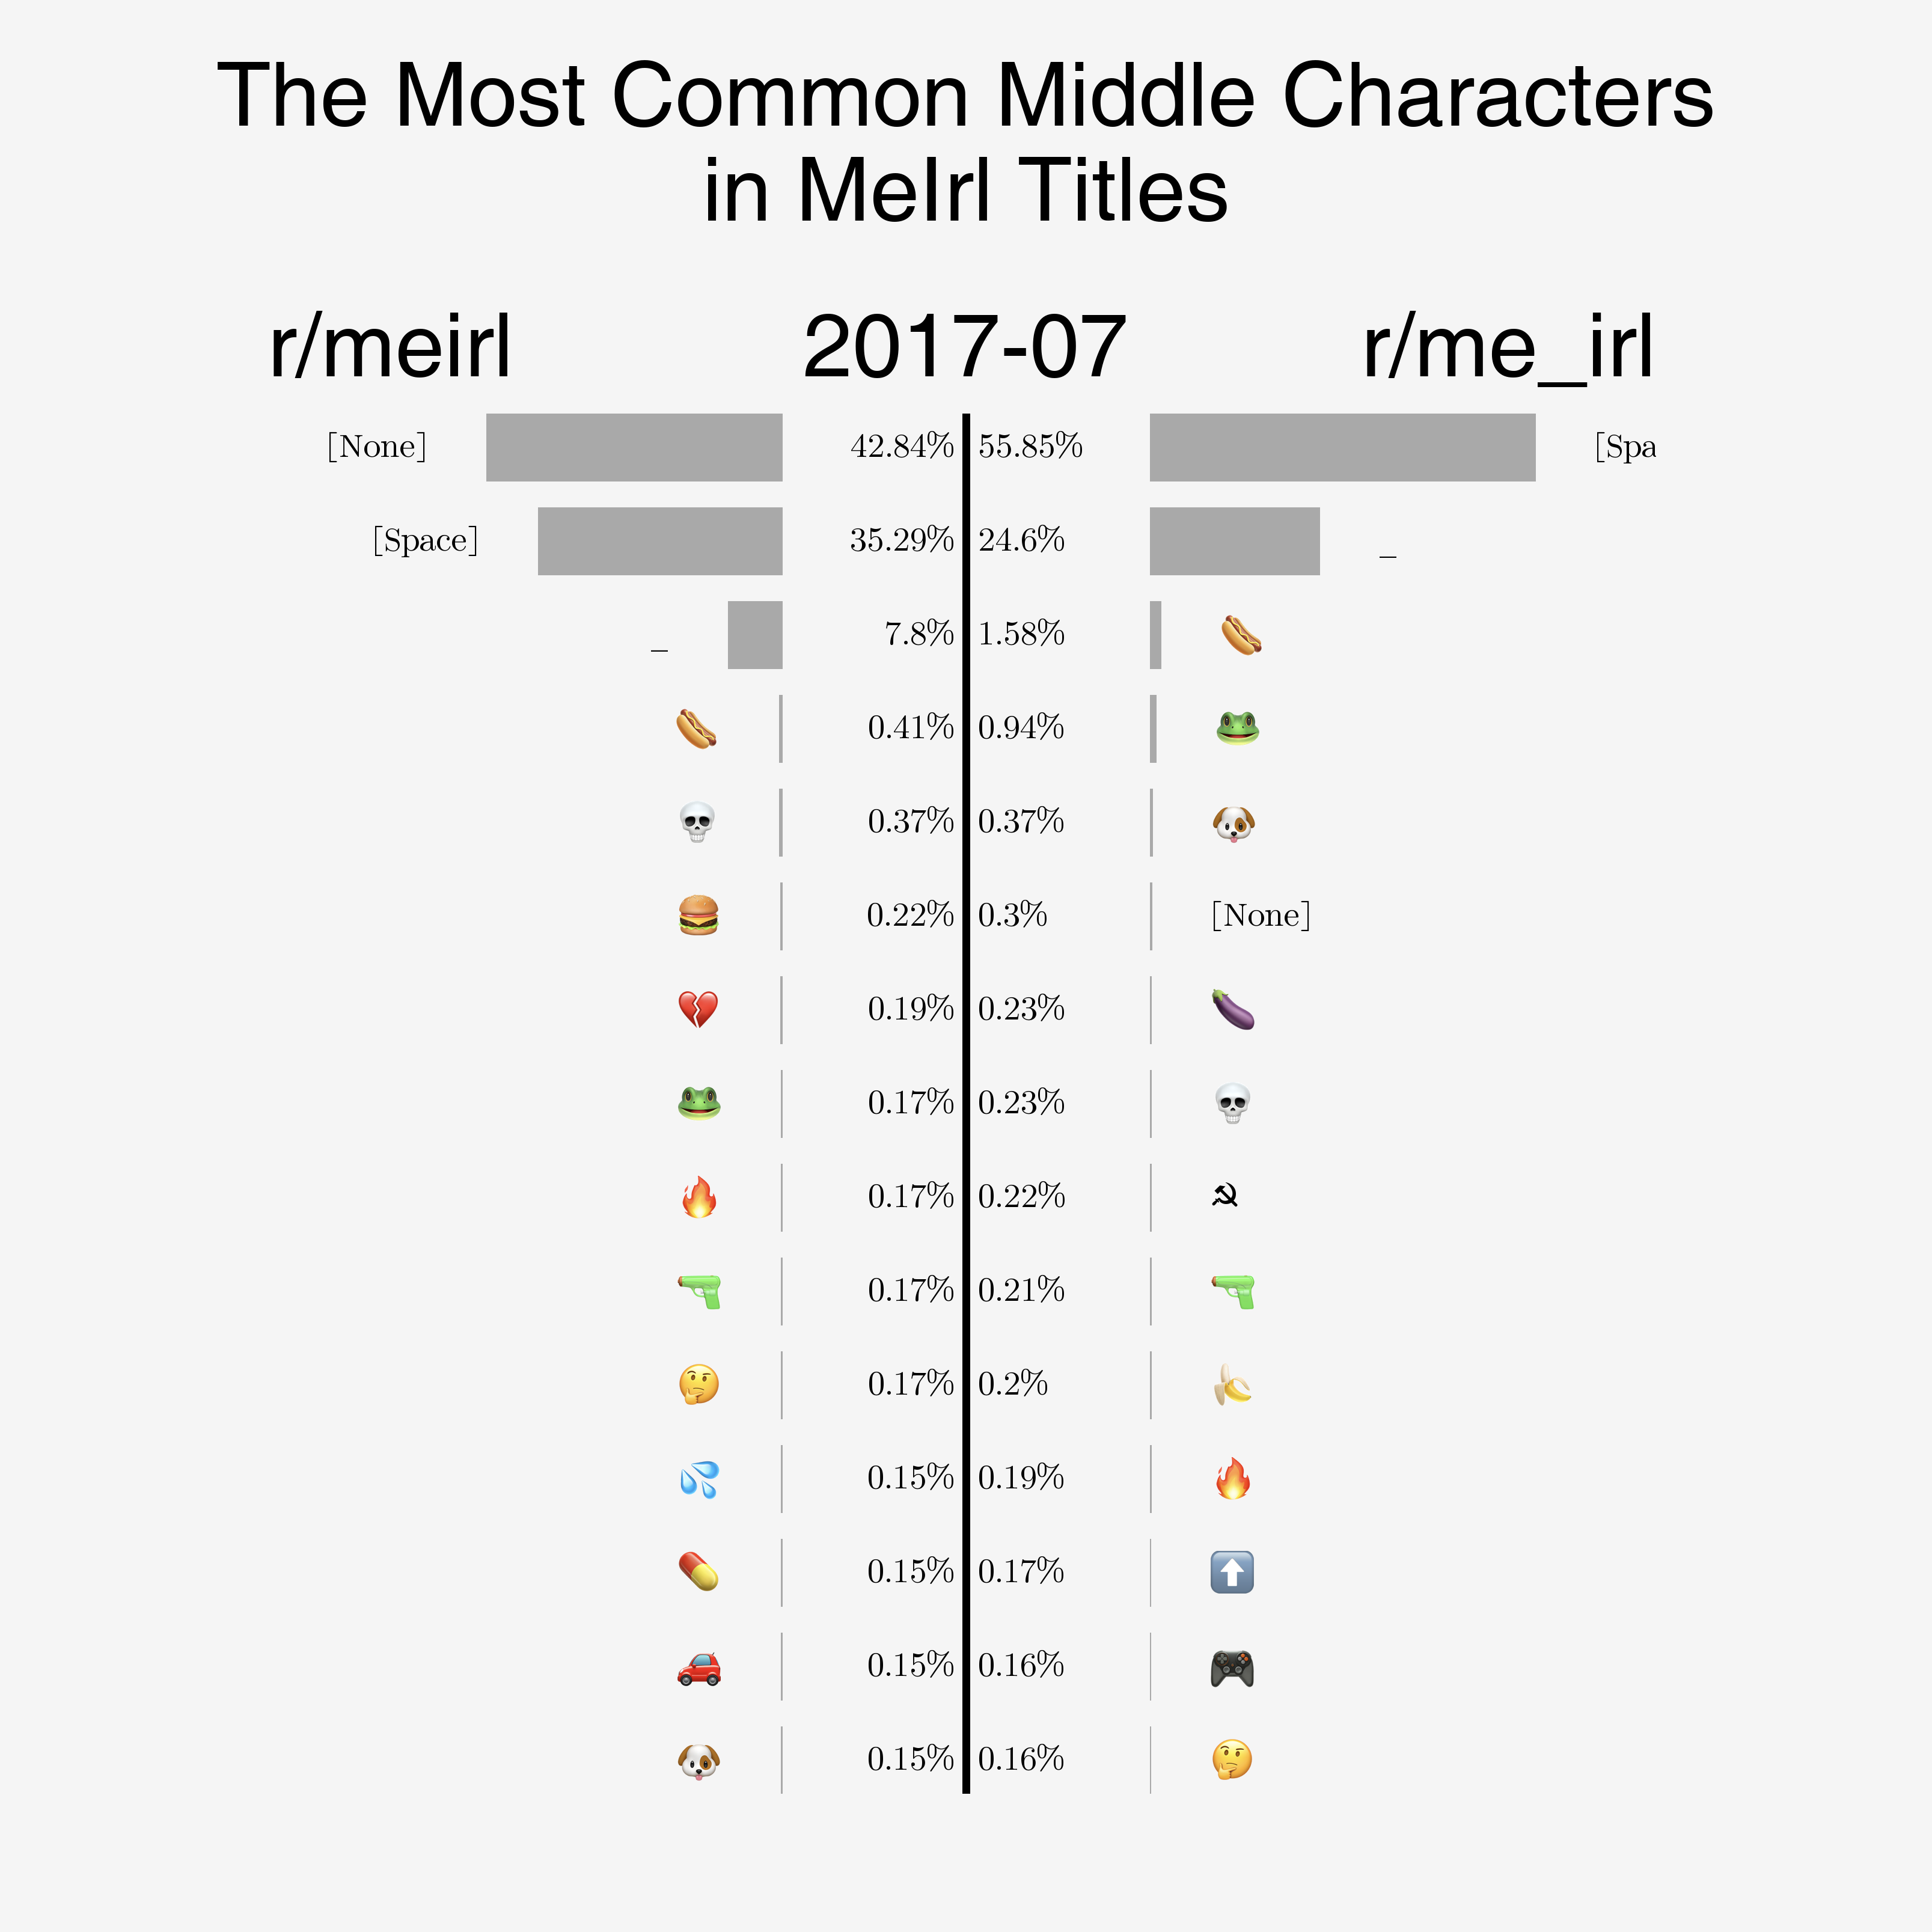 The Most Common Middle Characters
in MeIrl Titles
r/meirl 2017-07 r/me_irl
[None] 42.84% 55.85% [Spa
[Space] 35.29% 24.6% _
_ 7.8% 1.58% 🌭
🌭 0.41% 0.94% 🐸
💀 0.37% 0.37% 🐶
🍔 0.22% 0.3% [None]
💔 0.19% 0.23% 🍆
🐸 0.17% 0.23% 💀
🔥 0.17% 0.22% ☭
🔫 0.17% 0.21% 🔫
🤔 0.17% 0.2% 🍌
💦 0.15% 0.19% 🔥
💊 0.15% 0.17% ⬆️
🚗 0.15% 0.16% 🎮
🐶 0.15% 0.16% 🤔